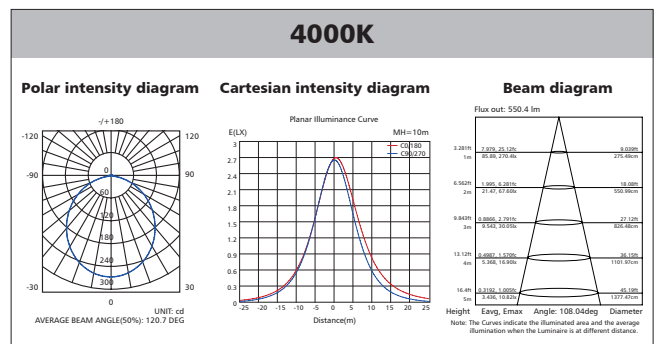 4000K
Polar intensity diagram
-/+180
-120
120
-90
90
0
60
120
180
240
300
-30
30
0
UNIT: cd
AVERAGE BEAM ANGLE(50%): 120.7 DEG
Cartesian intensity diagram
Planar Illuminance Curve
E(LX)
MH=10m
C0/180
C90/270
3
2.7
2.4
2.1
1.8
1.5
1.2
0.9
0.6
0.3
0
-25 -20 -15 -10 -5 0 5 10 15 20 25
Distance(m)
Beam diagram
Flux out: 550.4 lm
3.281ft 7.979, 25.12fc 9.039ft
1m 85.89, 270.4lx 275.49cm
6.562ft 1.995, 6.281fc 18.08ft
2m 21.47, 67.60lx 550.99cm
9.843ft 0.8866, 2.791fc 27.12ft
3m 9.543, 30.05lx 826.48cm
13.12ft 0.4987, 1.570fc 36.15ft
4m 5.368, 16.90lx 1101.97cm
16.4ft 0.3192, 1.005fc 45.19ft
5m 3.436, 10.82lx 1377.47cm
Height Eavg, Emax Angle: 108.04deg Diameter
Note: The Curves indicate the illuminated area and the average
illumination when the Luminaire is at different distance.